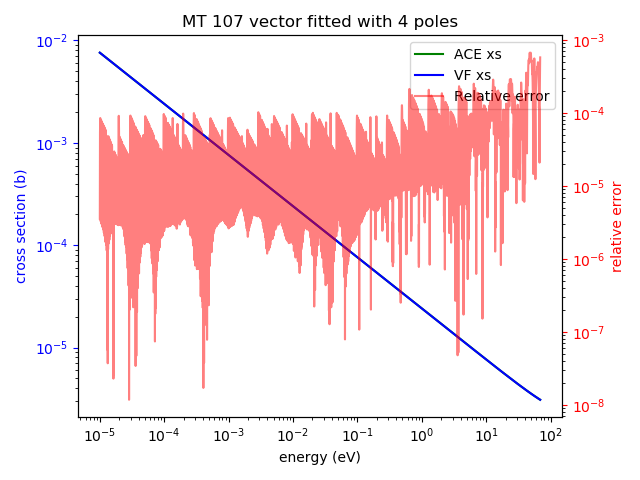 MT 107 vector fitted with 4 poles
ACE xs
VF xs
Relative error
cross section (b)
10⁻²
10⁻³
10⁻⁴
10⁻⁵
10⁻³
10⁻⁴
10⁻⁵
10⁻⁶
10⁻⁷
10⁻⁸
relative error
10⁻⁵ 10⁻⁴ 10⁻³ 10⁻² 10⁻¹ 10⁰ 10¹ 10²
energy (eV)